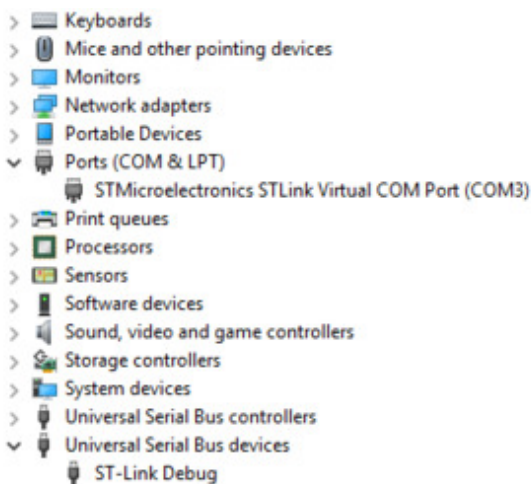 Keyboards
Mice and other pointing devices
Monitors
Network adapters
Portable Devices
Ports (COM & LPT)
STMicroelectronics STLink Virtual COM Port (COM3)
Print queues
Processors
Sensors
Software devices
Sound, video and game controllers
Storage controllers
System devices
Universal Serial Bus controllers
Universal Serial Bus devices
ST-Link Debug